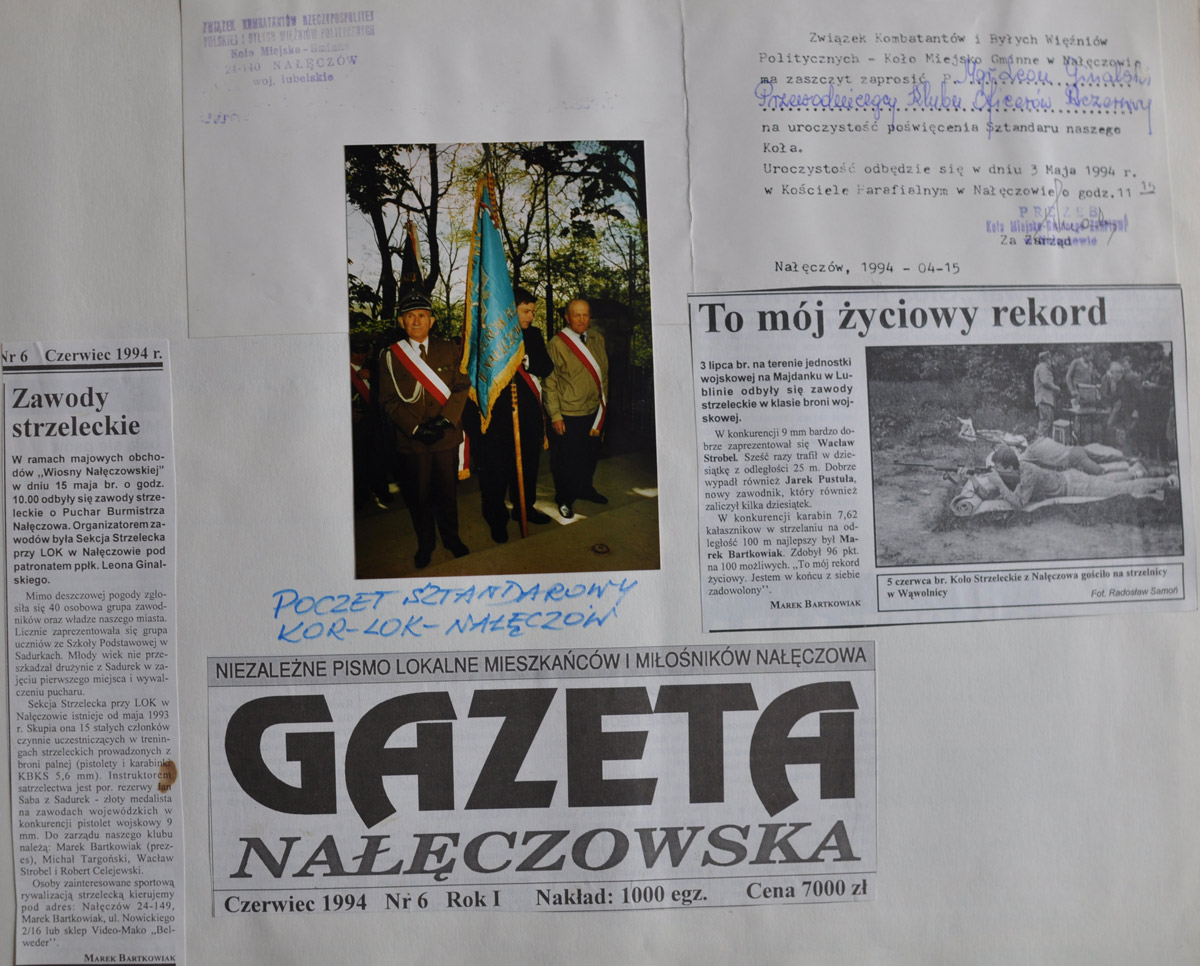 ZWIĄZEK KOMBATANTÓW RZECZYPOSPOLITEJ
POLSKIEJ I BYŁYCH WIĘŹNIÓW POLITYCZNYCH
Koło Miejsko-Gminne
24-140 NAŁĘCZÓW
woj. lubelskie
Związek Kombatantów i Byłych Więźniów
Politycznych - Koło Miejsko Gminne w Nałęczowie
ma zaszczyt zaprosić P. Mgr Leon Ginalski
Przewodniczący Klubu Oficerów Rezerwy
na uroczystość poświęcenia Sztandaru naszego
Koła.
Uroczystość odbędzie się w dniu 3 Maja 1994 r.
w Kościele Parafialnym w Nałęczowie o godz.11 15
PREZES
Koła Miejsko-Gminnego
Za Zarząd
Nałęczów, 1994 - 04-15
Nr 6 Czerwiec 1994 r.
Zawody
strzeleckie
W ramach majowych obcho-
dów „Wiosny Nałęczowskiej"
w dniu 15 maja br. o godz.
10.00 odbyły się zawody strze-
leckie o Puchar Burmistrza
Nałęczowa. Organizatorem za-
wodów była Sekcja Strzelecka
przy LOK w Nałęczowie pod
patronatem ppłk. Leona Ginal-
skiego.
Mimo deszczowej pogody zgło-
siła się 40 osobowa grupa zawod-
ników oraz władze naszego miasta.
Licznie zaprezentowała się grupa
uczniów ze Szkoły Podstawowej w
Sadurkach. Młody wiek nie prze-
szkadzał drużynie z Sadurek w za-
jęciu pierwszego miejsca i wywal-
czeniu pucharu.
Sekcja Strzelecka przy LOK w
Nałęczowie istnieje od maja 1993
r. Skupia ona 15 stałych członków
czynnie uczestniczących w trenin-
gach strzeleckich prowadzonych z
broni palnej (pistolety i karabinki
KBKS 5,6 mm). Instruktorem
satrzelectwa jest por. rezerwy Jan
Saba z Sadurek - złoty medalista
na zawodach wojewódzkich w
konkurencji pistolet wojskowy 9
mm. Do zarządu naszego klubu
należą: Marek Bartkowiak (prez-
es), Michał Targoński, Wacław
Strobel i Robert Celejewski.
Osoby zainteresowane sportową
rywalizacją strzelecką kierujemy
pod adres: Nałęczów 24-149,
Marek Bartkowiak, ul. Nowickiego
2/16 lub sklep Video-Mako „Bel-
weder".
MAREK BARTKOWIAK
To mój życiowy rekord
3 lipca br. na terenie jednostki
wojskowej na Majdanku w Lu-
blinie odbyły się zawody
strzeleckie w klasie broni woj-
skowej.
W konkurencji 9 mm bardzo do-
brze zaprezentował się Wacław
Strobel. Sześć razy trafił w dzie-
siątkę z odległości 25 m. Dobrze
wypadł również Jarek Pustuła,
nowy zawodnik, który również
zaliczył kilka dziesiątek.
W konkurencji karabin 7,62
kałasznikow w strzelaniu na od-
ległość 100 m najlepszy był Ma-
rek Bartkowiak. Zdobył 96 pkt.
na 100 możliwych. „To mój rekord
życiowy. Jestem w końcu z siebie
zadowolony".
MAREK BARTKOWIAK
5 czerwca br. Koło Strzeleckie z Nałęczowa gościło na strzelnicy
w Wąwolnicy
Fot. Radosław Samoń
POCZET SZTANDAROWY
KOR-LOK-NAŁĘCZÓW
NIEZALEŻNE PISMO LOKALNE MIESZKAŃCÓW I MIŁOŚNIKÓW NAŁĘCZOWA
GAZETA
NAŁĘCZOWSKA
Czerwiec 1994 Nr 6 Rok I Nakład: 1000 egz. Cena 7000 zł